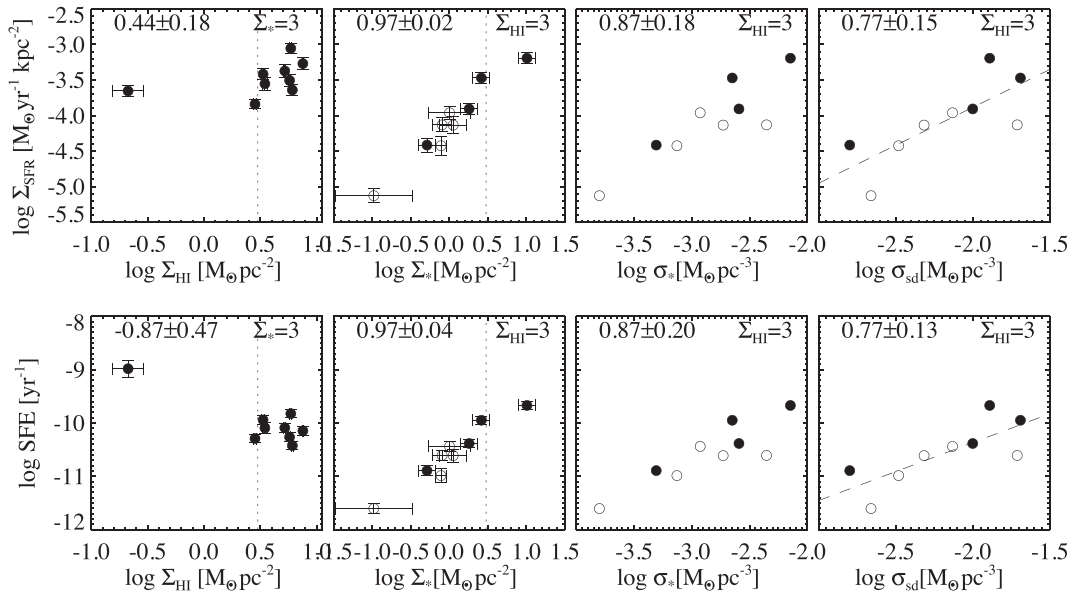 0.44±0.18 Σ*=3
0.97±0.02 ΣHI=3
0.87±0.18 ΣHI=3
0.77±0.15 ΣHI=3
-2.5
-3.0
-3.5
-4.0
-4.5
-5.0
-5.5
log ΣSFR [M⊙yr-1 kpc-2]
-1.0 -0.5 0.0 0.5 1.0
-1.5 -1.0 -0.5 0.0 0.5 1.0 1.5
-3.5 -3.0 -2.5 -2.0
-2.5 -2.0 -1.5
log ΣHI [M⊙pc-2]
log Σ* [M⊙pc-2]
log σ* [M⊙pc-3]
log σsd[M⊙pc-3]
-0.87±0.47 Σ*=3
0.97±0.04 ΣHI=3
0.87±0.20 ΣHI=3
0.77±0.13 ΣHI=3
-8
-9
-10
-11
-12
log SFE [yr-1]
-1.0 -0.5 0.0 0.5 1.0
-1.5 -1.0 -0.5 0.0 0.5 1.0 1.5
-3.5 -3.0 -2.5 -2.0
-2.5 -2.0 -1.5
log ΣHI [M⊙pc-2]
log Σ* [M⊙pc-2]
log σ* [M⊙pc-3]
log σsd[M⊙pc-3]